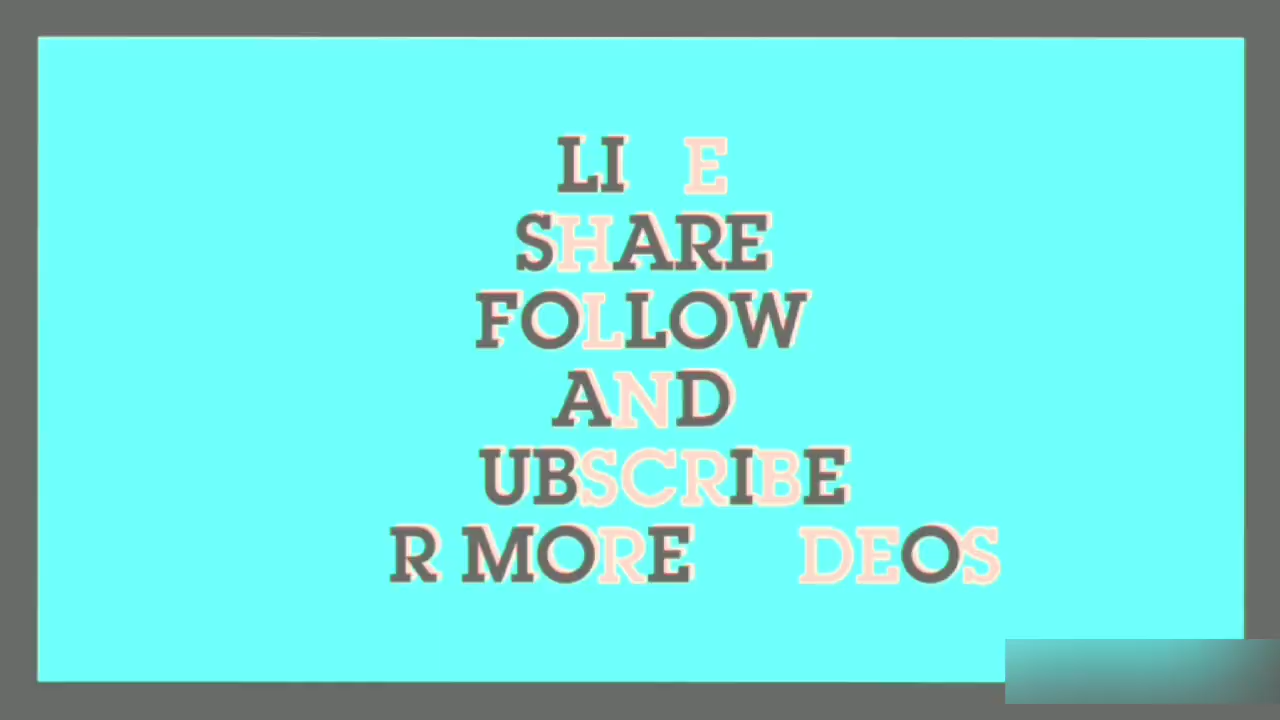 LI E
SHARE
FOLLOW
AND
UBSCRIBE
R MORE DEOS